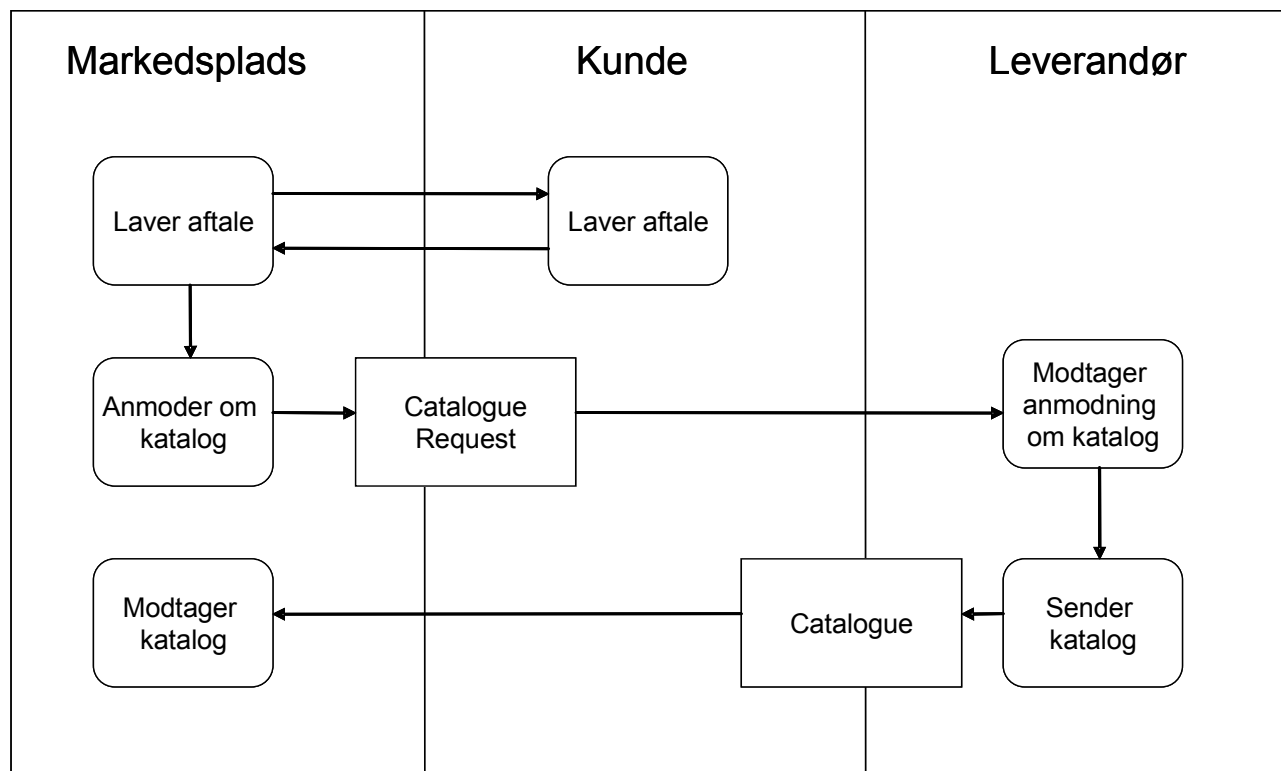 Markedsplads
Kunde
Leverandør
Laver aftale
Laver aftale
Anmoder om
katalog
Catalogue
Request
Modtager
anmodning
om katalog
Modtager
katalog
Catalogue
Sender
katalog